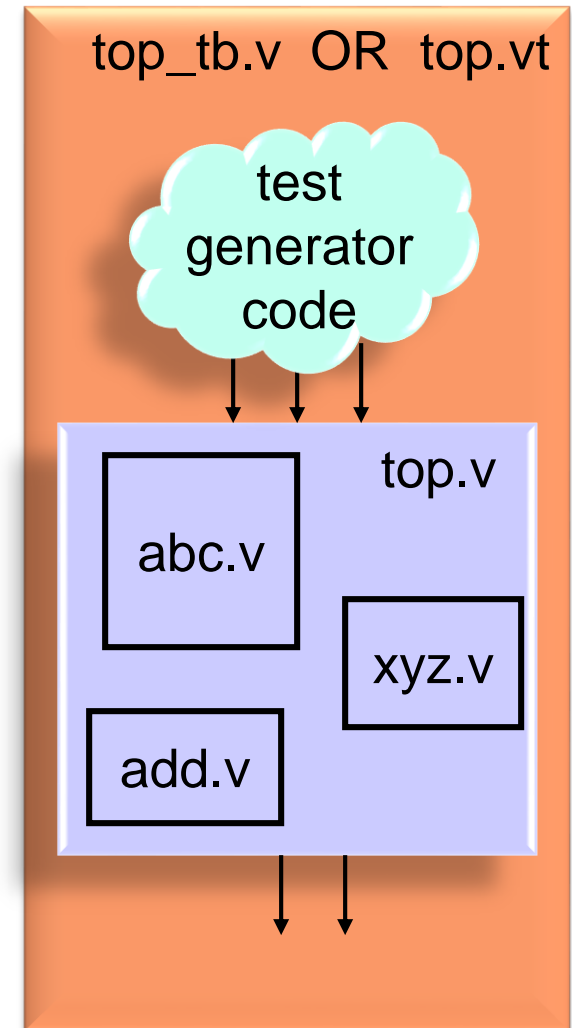 top_tb.v OR top.vt
test
generator
code
top.v
abc.v
xyz.v
add.v